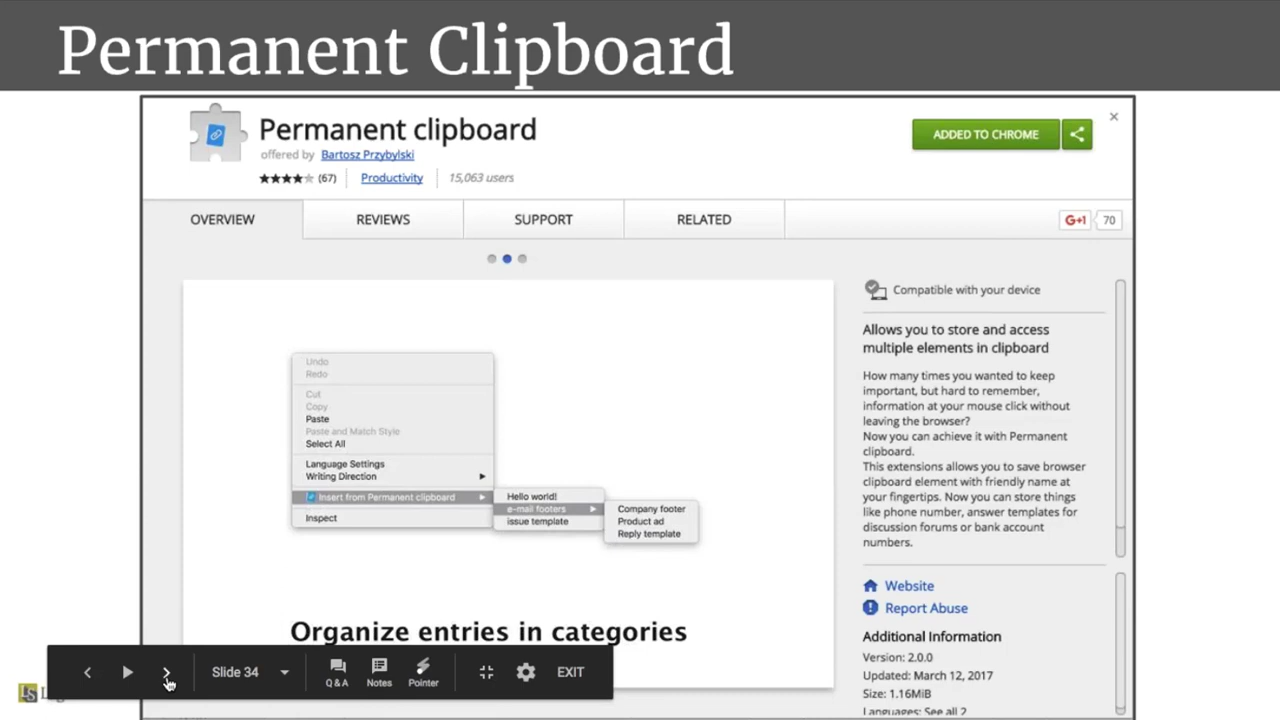 Permanent Clipboard
Permanent clipboard
offered by Bartosz Przybylski
(67) Productivity 15,063 users
ADDED TO CHROME
OVERVIEW REVIEWS SUPPORT RELATED
G+1 70
Undo
Redo
Cut
Copy
Paste
Paste and Match Style
Select All
Language Settings
Writing Direction
Insert from Permanent clipboard
Inspect
Hello world!
e-mail footers
issue template
Company footer
Product ad
Reply template
Organize entries in categories
Compatible with your device
Allows you to store and access
multiple elements in clipboard
How many times you wanted to keep
important, but hard to remember,
information at your mouse click without
leaving the browser?
Now you can achieve it with Permanent
clipboard.
This extensions allows you to save browser
clipboard element with friendly name at
your fingertips. Now you can store things
like phone number, answer templates for
discussion forums or bank account
numbers.
Website
Report Abuse
Additional Information
Version: 2.0.0
Updated: March 12, 2017
Size: 1.16MiB
Languages: See all 2
Slide 34
Q&A Notes Pointer
EXIT
LS